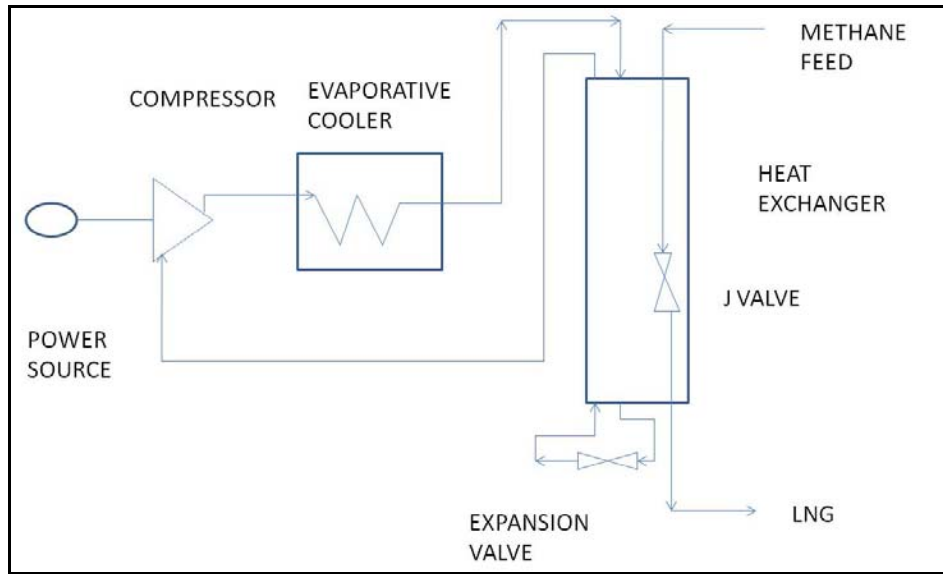 METHANE
FEED
COMPRESSOR
EVAPORATIVE
COOLER
HEAT
EXCHANGER
J VALVE
POWER
SOURCE
LNG
EXPANSION
VALVE